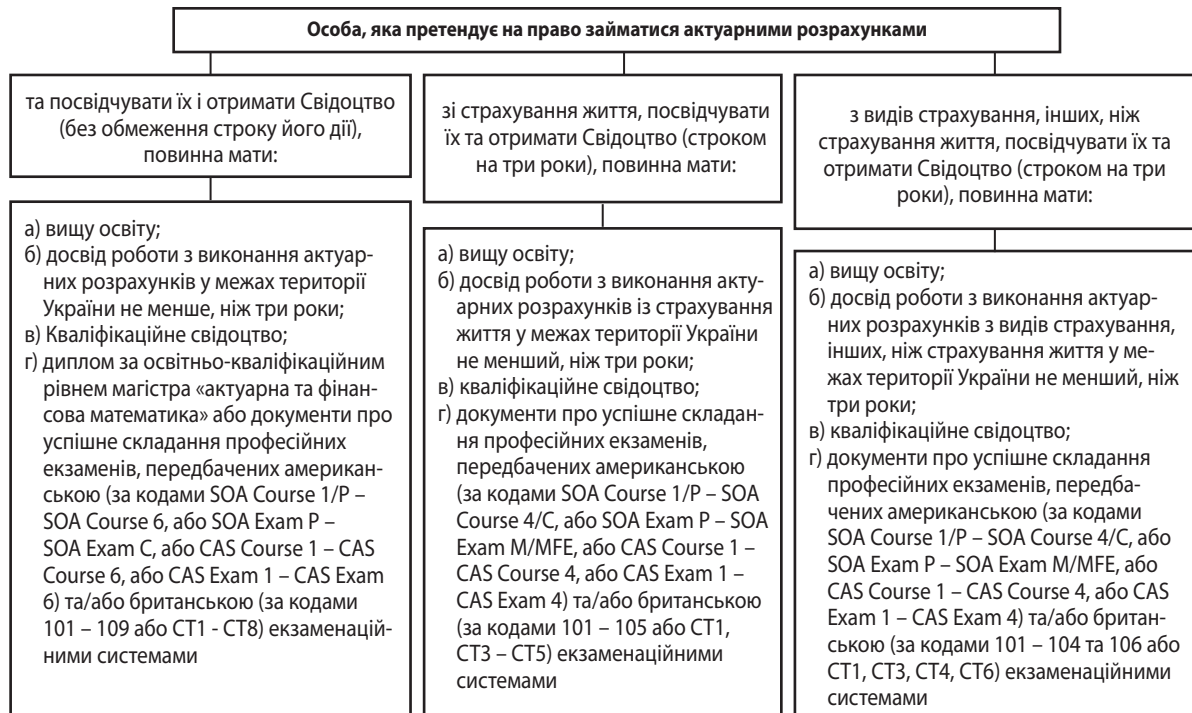 Особа, яка претендує на право займатися актуарними розрахунками
та посвідчувати їх і отримати Свідоцтво
(без обмеження строку його дії),
повинна мати:
а) вищу освіту;
б) досвід роботи з виконання актуар-
них розрахунків у межах території
України не менше, ніж три роки;
в) Кваліфікаційне свідоцтво;
г) диплом за освітньо-кваліфікаційним
рівнем магістра «актуарна та фінан-
сова математика» або документи про
успішне складання професійних
екзаменів, передбачених американ-
ською (за кодами SOA Course 1/P –
SOA Course 6, або SOA Exam P –
SOA Exam C, або CAS Course 1 – CAS
Course 6, або CAS Exam 1 – CAS Exam
6) та/або британською (за кодами
101 – 109 або СТ1 - СТ8) екзаменацій-
ними системами
зі страхування життя, посвідчувати
їх та отримати Свідоцтво (строком
на три роки), повинна мати:
а) вищу освіту;
б) досвід роботи з виконання акту-
арних розрахунків із страхування
життя у межах території України
не менший, ніж три роки;
в) кваліфікаційне свідоцтво;
г) документи про успішне складан-
ня професійних екзаменів,
передбачених американською
(за кодами SOA Course 1/P – SOA
Course 4/C, або SOA Exam P – SOA
Exam M/MFE, або CAS Course 1 –
CAS Course 4, або CAS Exam 1 –
CAS Exam 4) та/або британською
(за кодами 101 – 105 або СТ1,
СТ3 – СТ5) екзаменаційними
системами
з видів страхування, інших, ніж
страхування життя, посвідчувати їх та
отримати Свідоцтво (строком на три
роки), повинна мати:
а) вищу освіту;
б) досвід роботи з виконання актуар-
них розрахунків з видів страхування,
інших, ніж страхування життя у ме-
жах території України не менший, ніж
три роки;
в) кваліфікаційне свідоцтво;
г) документи про успішне складання
професійних екзаменів, передба-
чених американською (за кодами
SOA Course 1/P – SOA Course 4/C, або
SOA Exam P – SOA Exam M/MFE, або
CAS Course 1 – CAS Course 4, або CAS
Exam 1 – CAS Exam 4) та/або британ-
ською (за кодами 101 – 104 та 106 або
СТ1, СТ3, СТ4, СТ6) екзаменаційними
системами